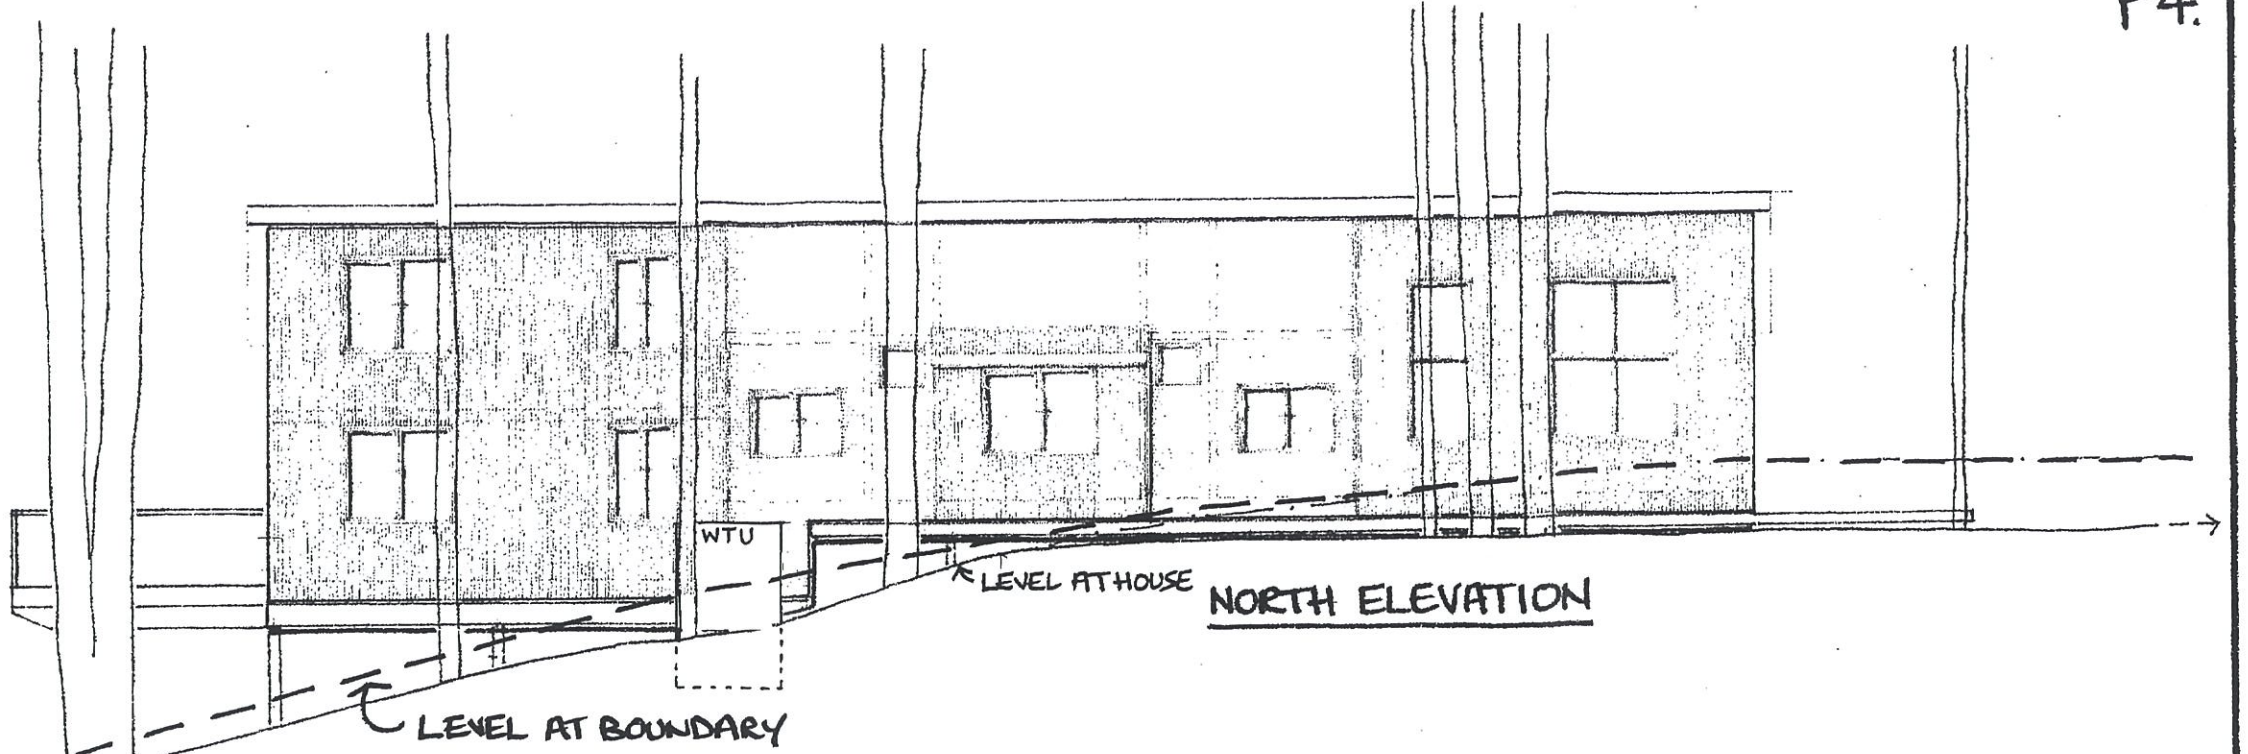 P4.
WTU
LEVEL AT HOUSE
NORTH ELEVATION
LEVEL AT BOUNDARY